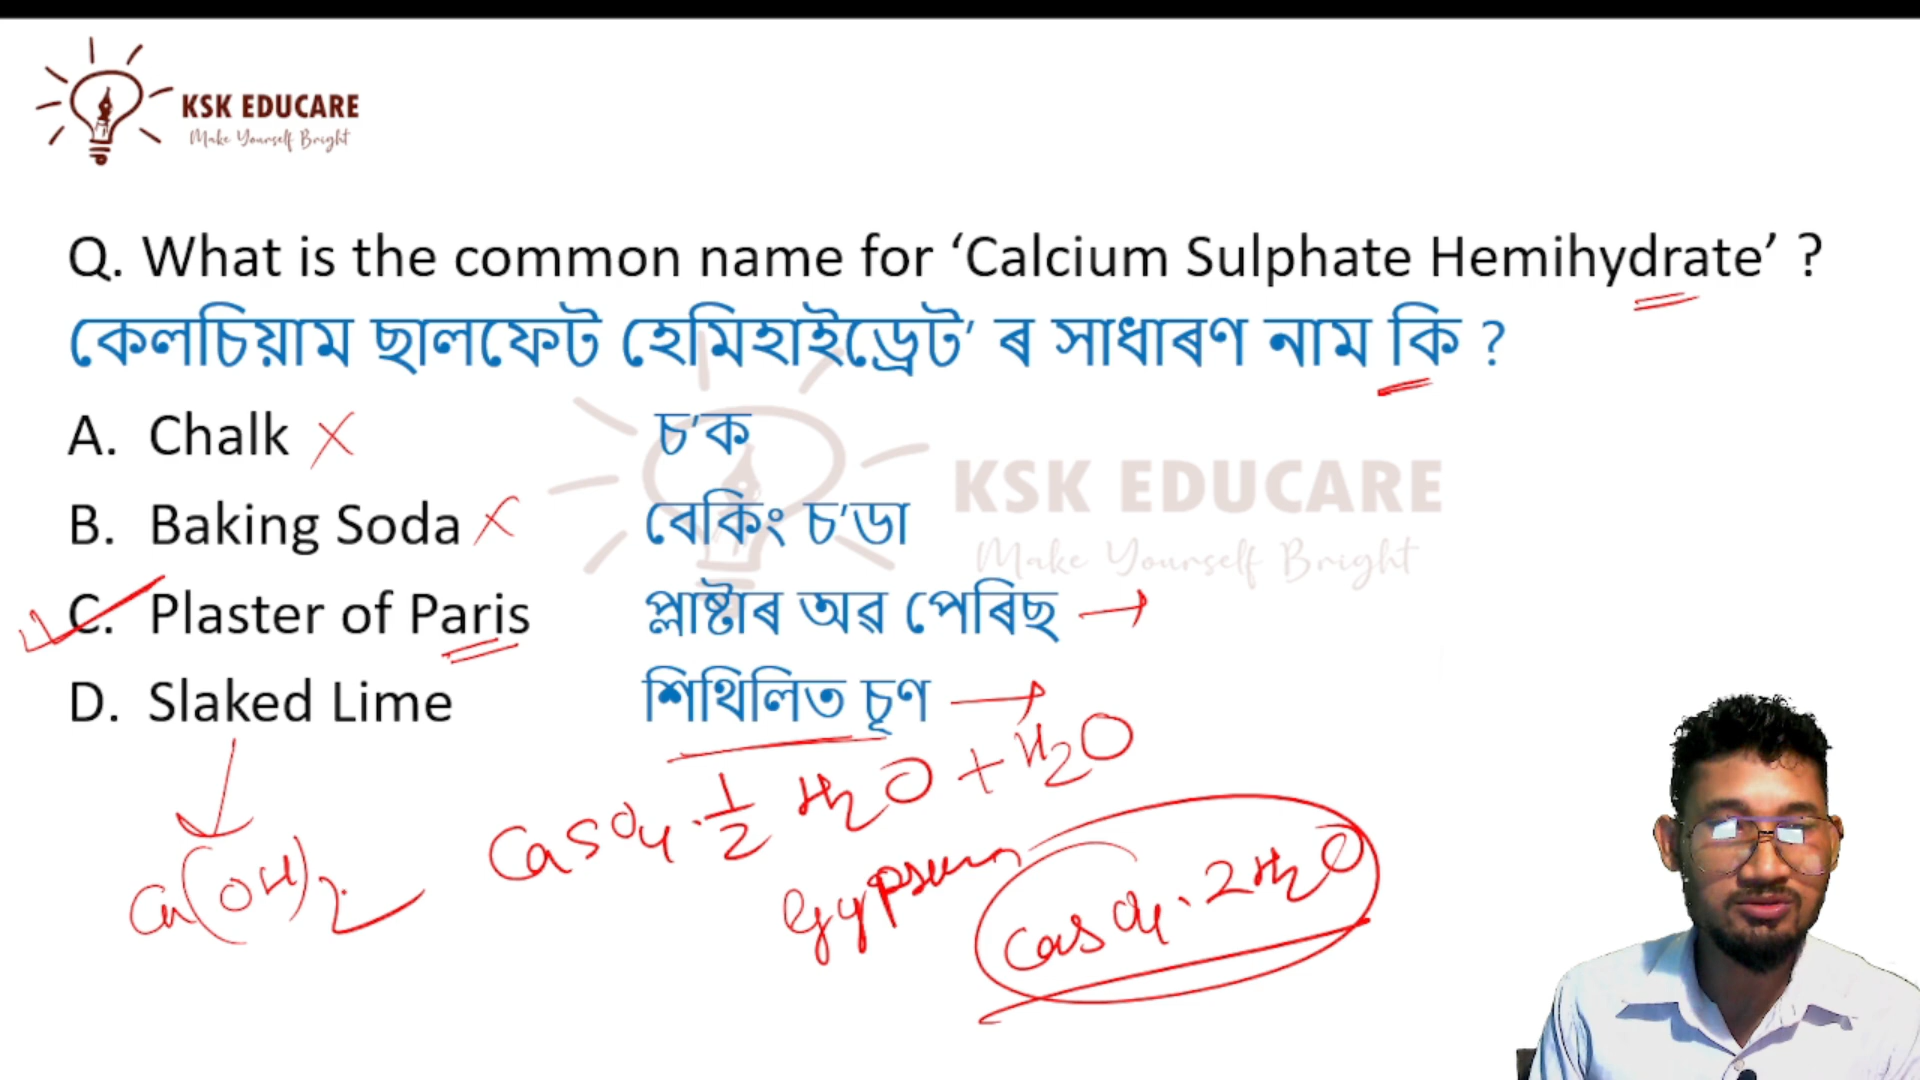 KSK EDUCARE
Make Yourself Bright
Q. What is the common name for ‘Calcium Sulphate Hemihydrate’ ?
কেলচিয়াম ছালফেট হেমিহাইড্ৰেট’ ৰ সাধাৰণ নাম কি ?
A. Chalk X চ’ক
B. Baking Soda X বেকিং চ’ডা
C. Plaster of Paris প্লাষ্টাৰ অৱ পেৰিছ →
D. Slaked Lime শিথিলিত চূণ →
KSK EDUCARE
Make Yourself Bright
CaSO4·1/2 H2O + H2O
Ca(OH)2
Gypsum CaSO4·2H2O